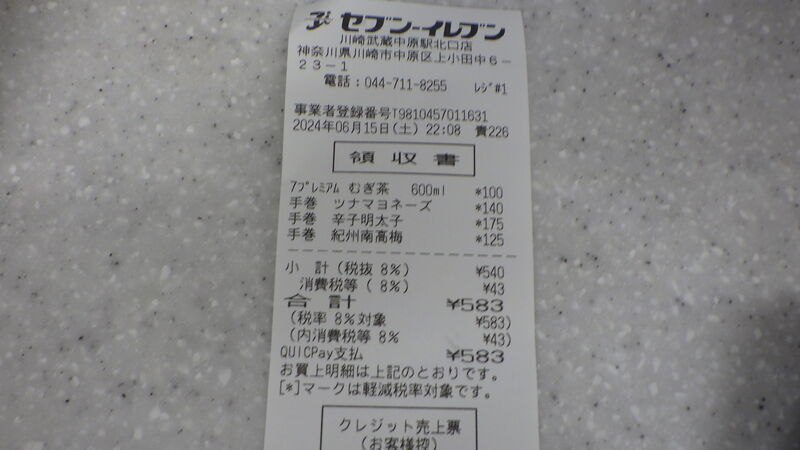 セブン-イレブン
川崎武蔵中原駅北口店
神奈川県川崎市中原区上小田中6-
23-1
電話：044-711-8255 ﾚｼﾞ#1
事業者登録番号T9810457011631
2024年06月15日(土) 22:08 責226
領収書
7ﾌﾟﾚﾐｱﾑ むぎ茶 600ml *100
手巻 ツナマヨネーズ *140
手巻 辛子明太子 *175
手巻 紀州南高梅 *125
小 計（税抜 8%） ¥540
消費税等（ 8%） ¥43
合 計 ¥583
（税率 8%対象 ¥583）
（内消費税等 8% ¥43）
QUICPay支払 ¥583
お買上明細は上記のとおりです。
[*]マークは軽減税率対象です。
クレジット売上票
（お客様控）